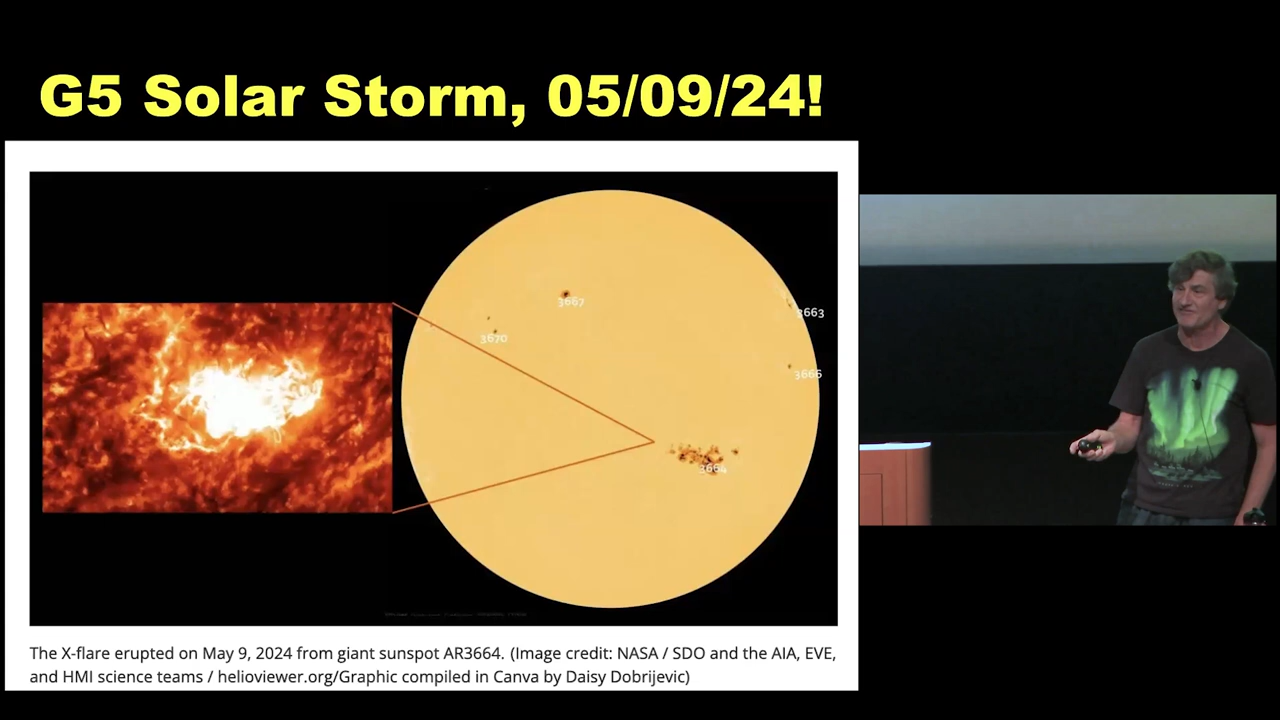 G5 Solar Storm, 05/09/24!
3667
3670
3663
3666
3664
The X-flare erupted on May 9, 2024 from giant sunspot AR3664. (Image credit: NASA / SDO and the AIA, EVE,
and HMI science teams / helioviewer.org/Graphic compiled in Canva by Daisy Dobrijevic)